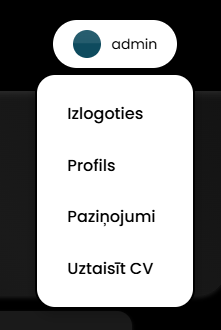 admin
Izlogoties
Profils
Paziņojumi
Uztaisīt CV